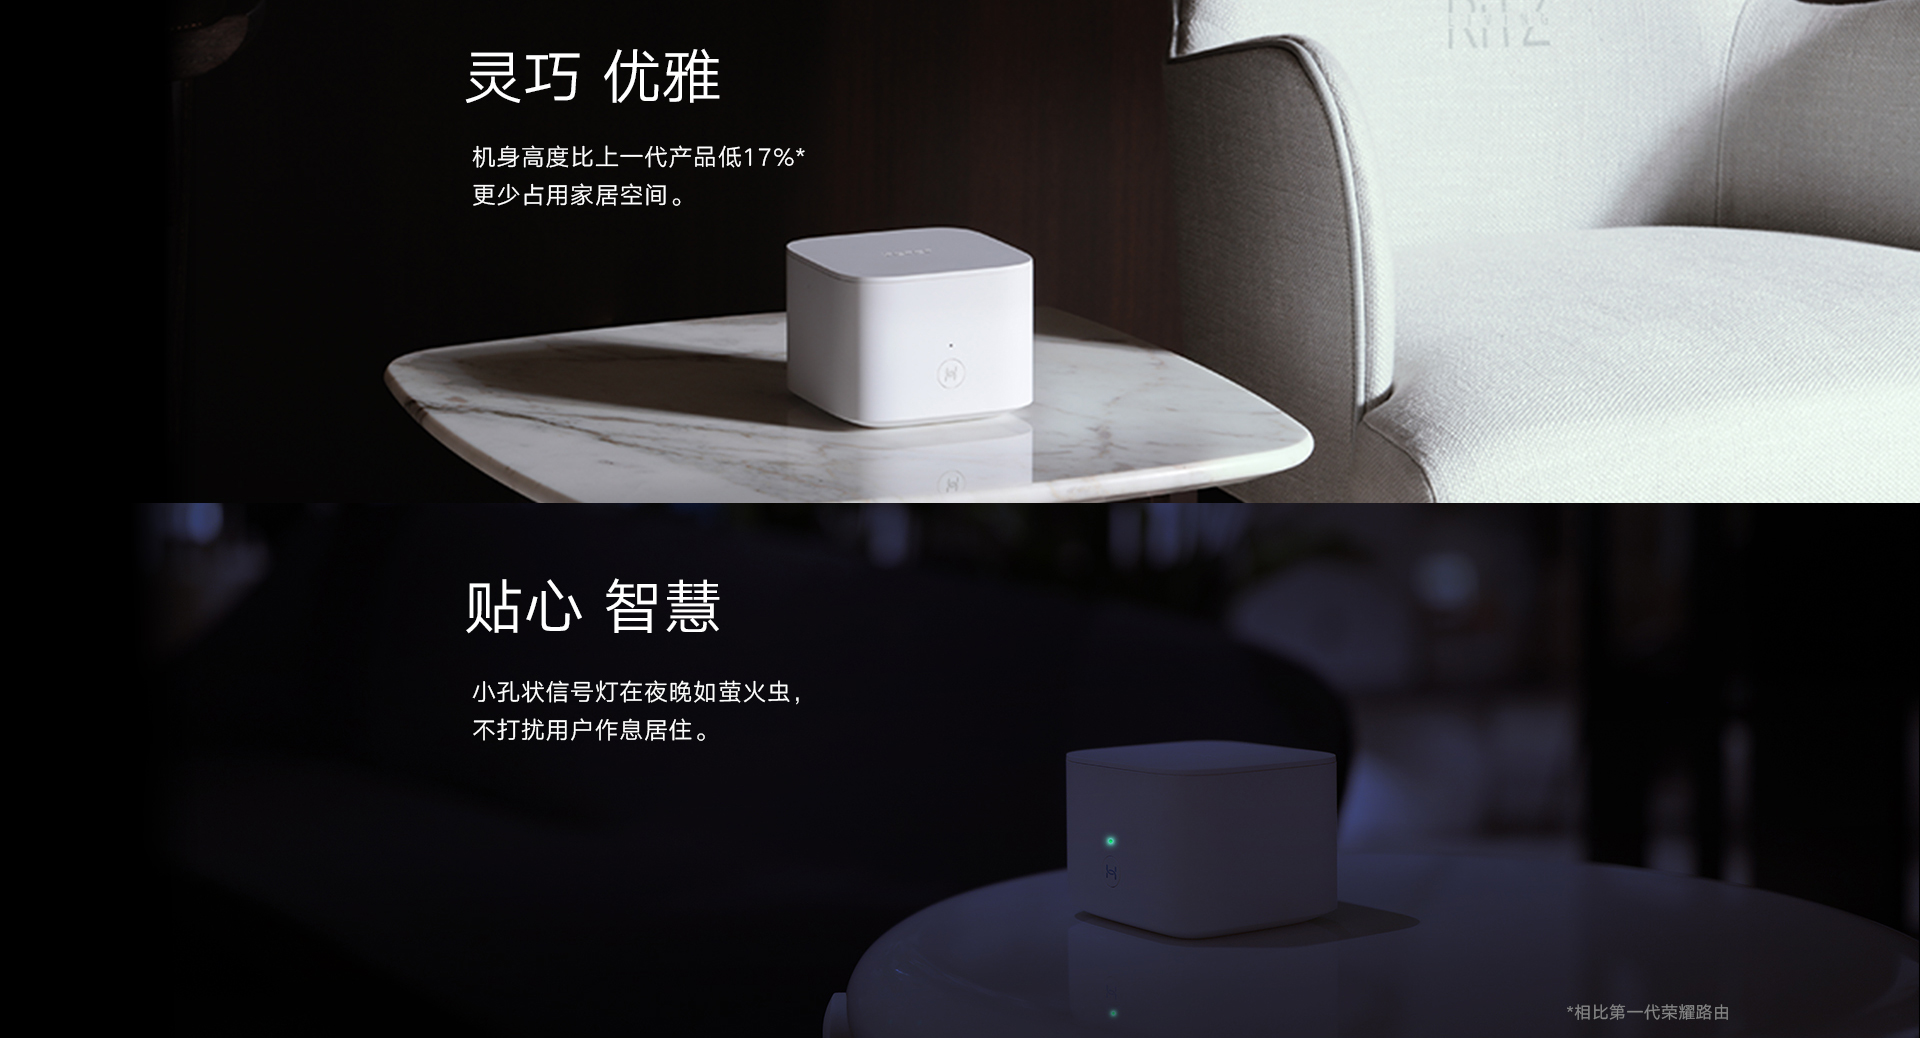 灵巧 优雅
机身高度比上一代产品低17%*
更少占用家居空间。
贴心 智慧
小孔状信号灯在夜晚如萤火虫，
不打扰用户作息居住。
*相比第一代荣耀路由